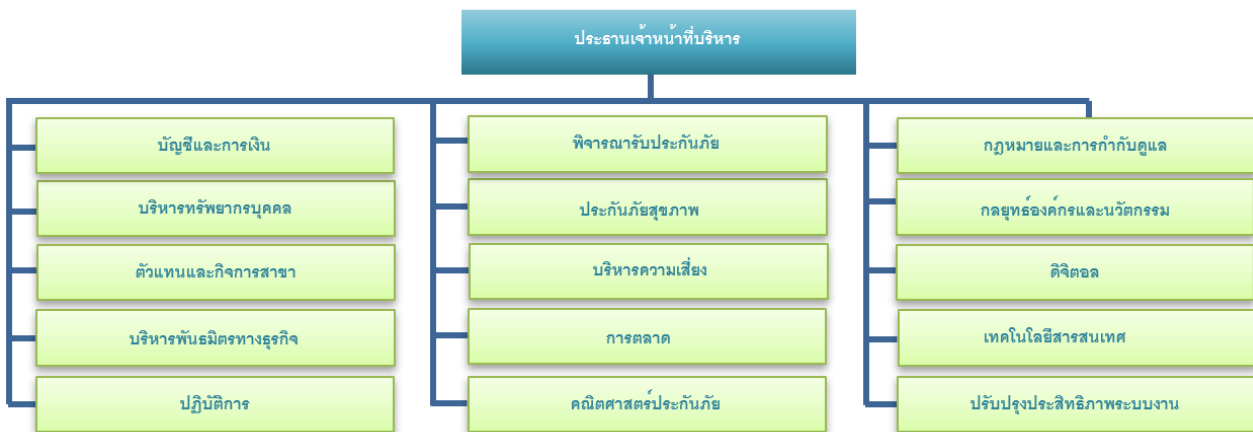 ประธานเจ้าหน้าที่บริหาร
บัญชีและการเงิน
บริหารทรัพยากรบุคคล
ตัวแทนและกิจการสาขา
บริหารพันธมิตรทางธุรกิจ
ปฏิบัติการ
พิจารณารับประกันภัย
ประกันภัยสุขภาพ
บริหารความเสี่ยง
การตลาด
คณิตศาสตร์ประกันภัย
กฎหมายและการกำกับดูแล
กลยุทธ์องค์กรและนวัตกรรม
ดิจิตอล
เทคโนโลยีสารสนเทศ
ปรับปรุงประสิทธิภาพระบบงาน